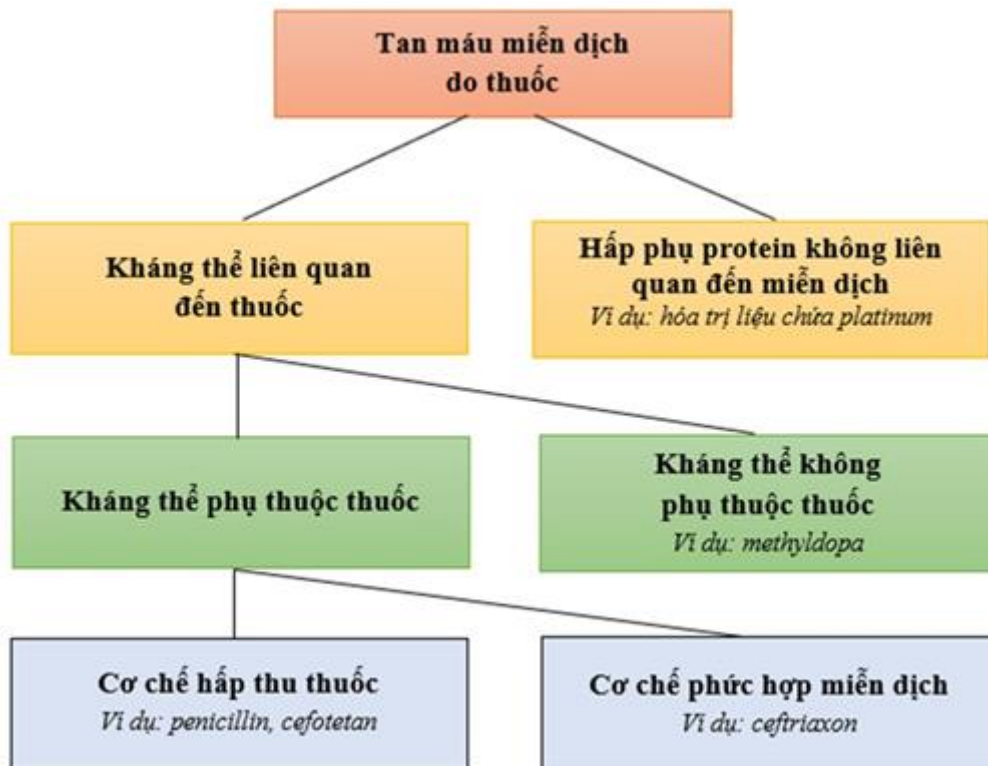 Tan máu miễn dịch
do thuốc
Kháng thể liên quan
đến thuốc
Hấp phụ protein không liên
quan đến miễn dịch
Ví dụ: hóa trị liệu chứa platinum
Kháng thể phụ thuộc thuốc
Kháng thể không
phụ thuộc thuốc
Ví dụ: methyldopa
Cơ chế hấp thu thuốc
Ví dụ: penicillin, cefotetan
Cơ chế phức hợp miễn dịch
Ví dụ: ceftriaxon